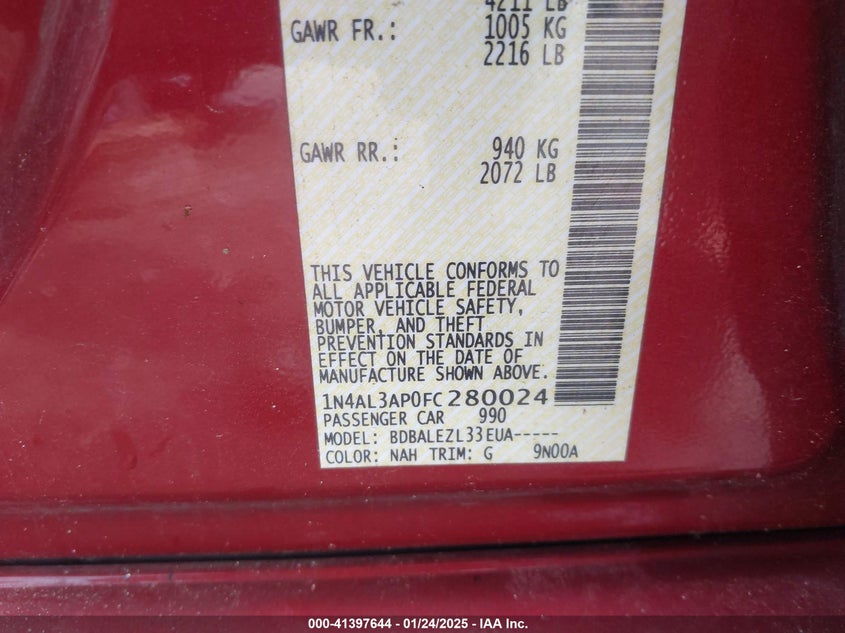 4211 LB
GAWR FR.: 1005 KG
2216 LB
GAWR RR.: 940 KG
2072 LB
THIS VEHICLE CONFORMS TO
ALL APPLICABLE FEDERAL
MOTOR VEHICLE SAFETY,
BUMPER, AND THEFT
PREVENTION STANDARDS IN
EFFECT ON THE DATE OF
MANUFACTURE SHOWN ABOVE.
1N4AL3AP0FC280024
PASSENGER CAR 990
MODEL: BDBALEZL33EUA-----
COLOR: NAH TRIM: G 9N00A
000-41397644 / 01/24/2025 - IAA Inc.